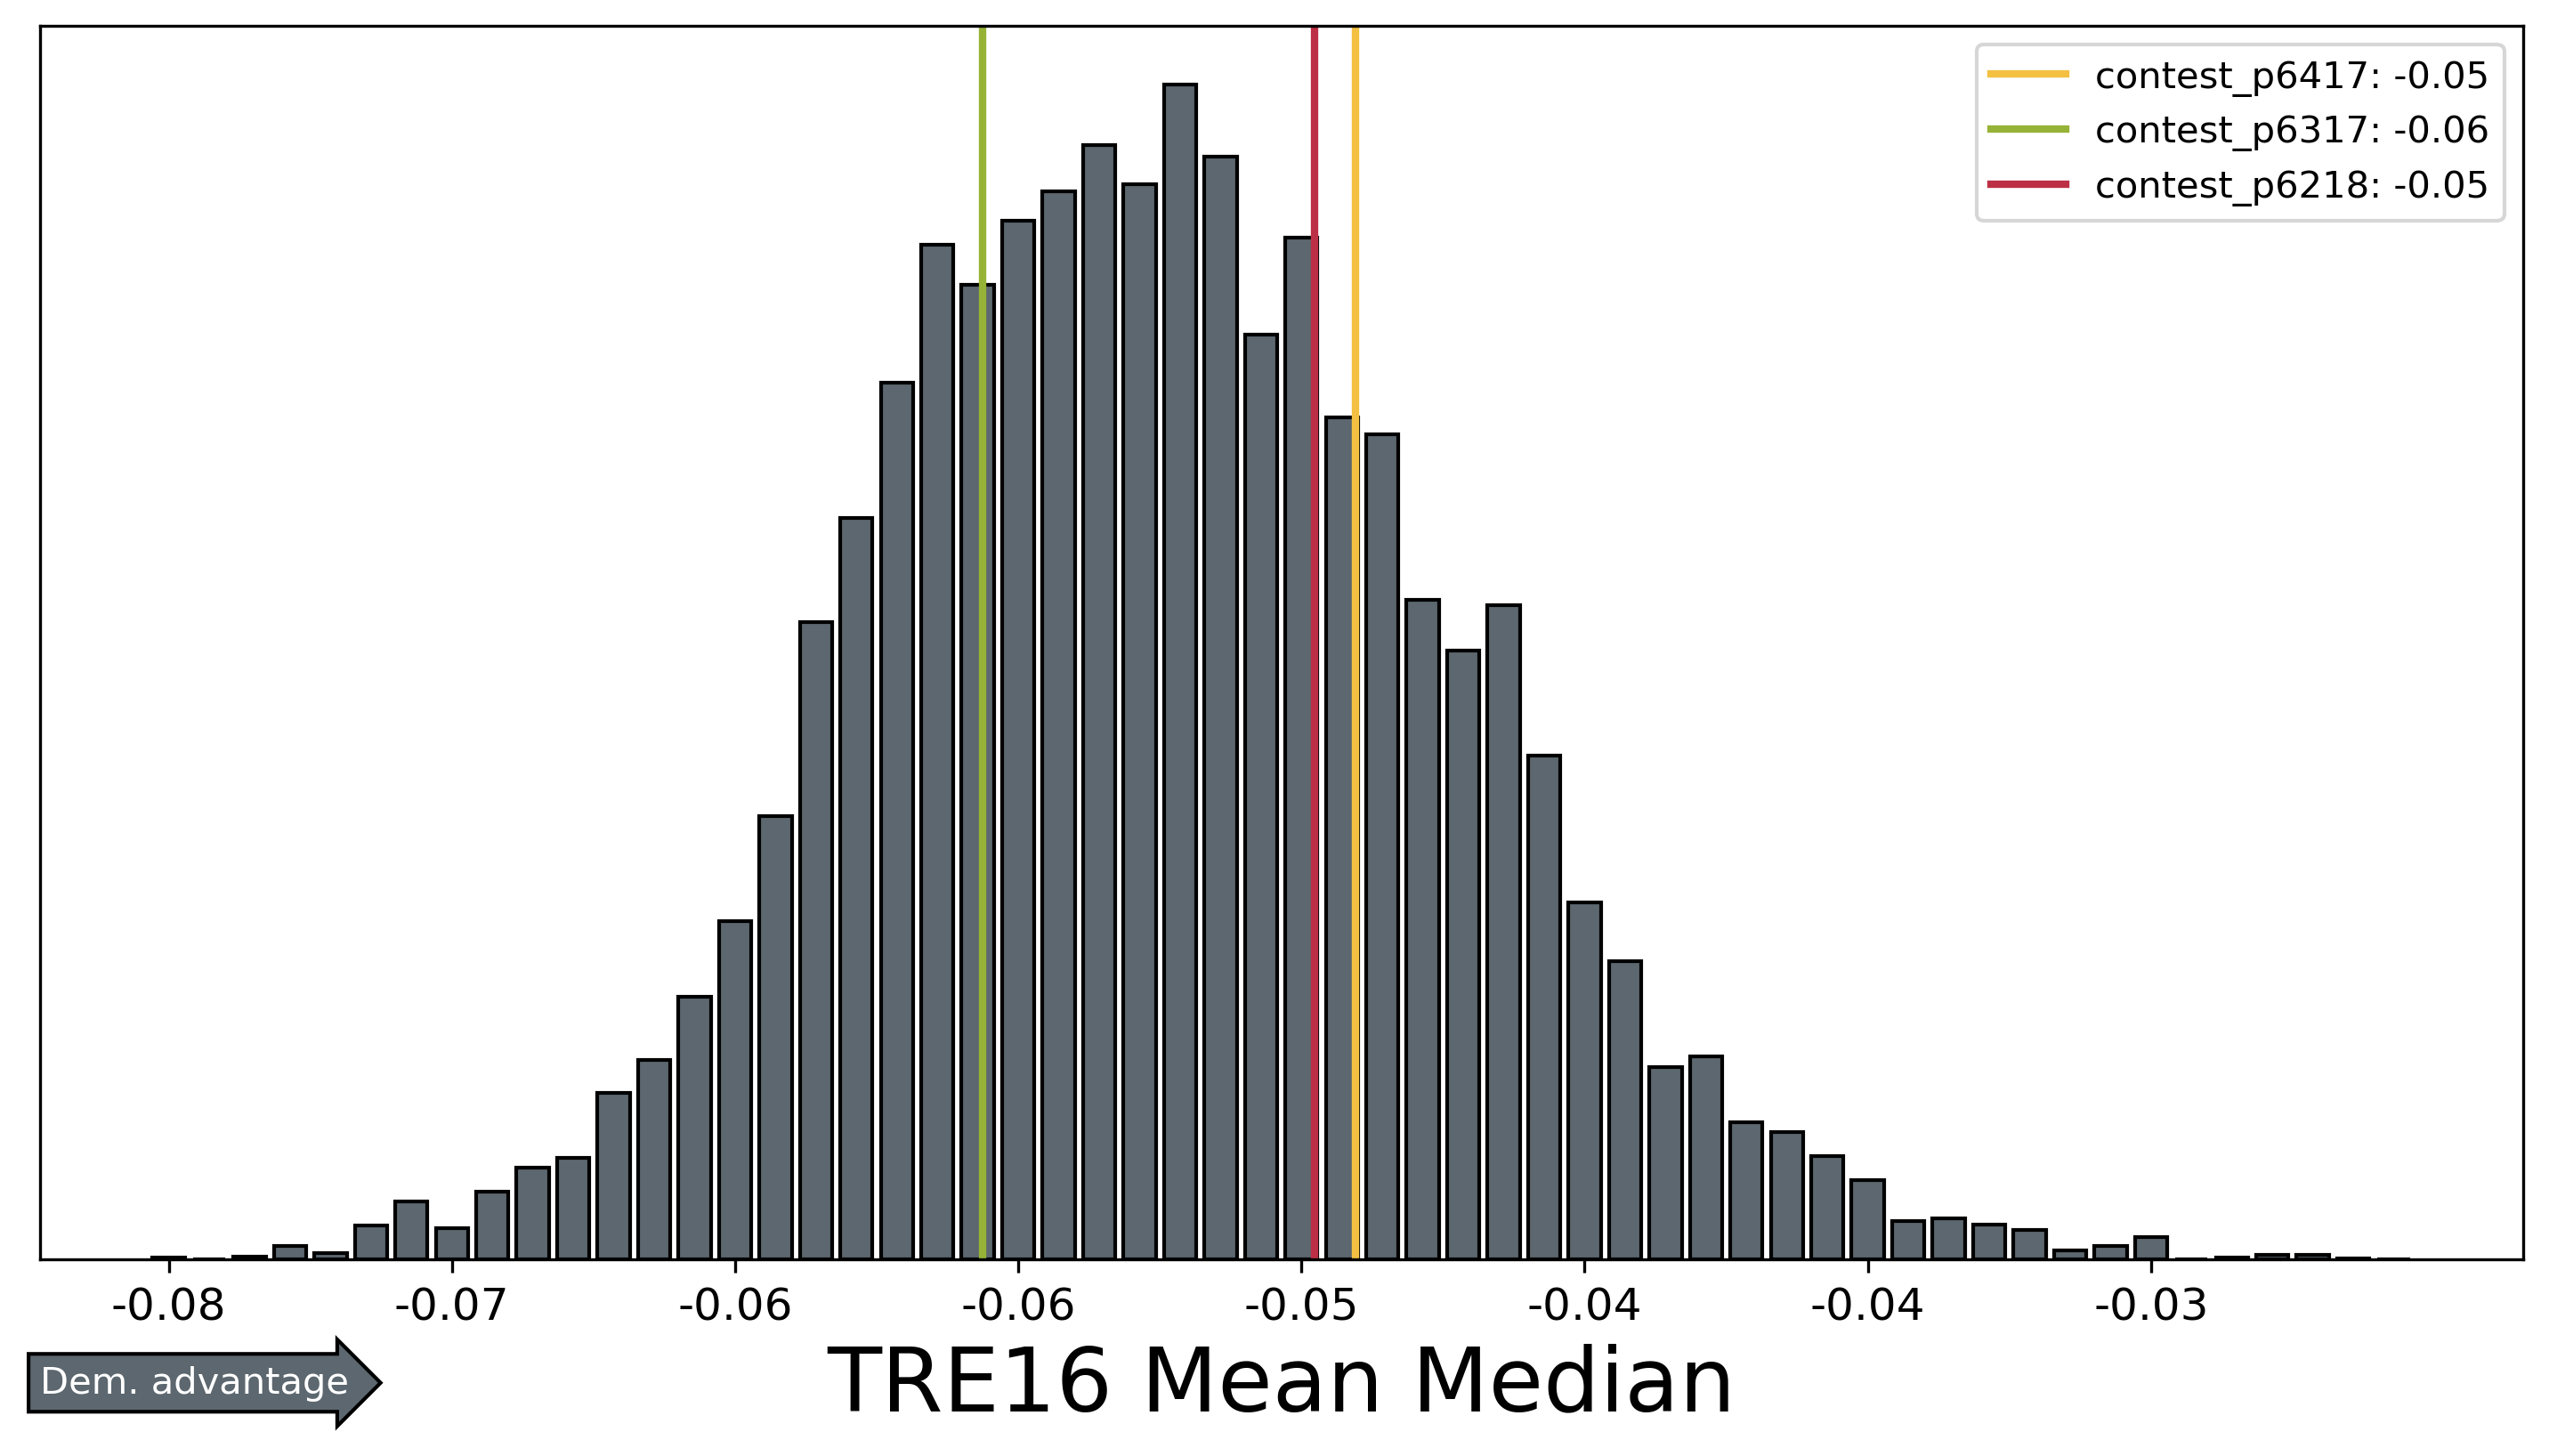 contest_p6417: -0.05
contest_p6317: -0.06
contest_p6218: -0.05
-0.08 -0.07 -0.06 -0.06 -0.05 -0.04 -0.04 -0.03
Dem. advantage
TRE16 Mean Median